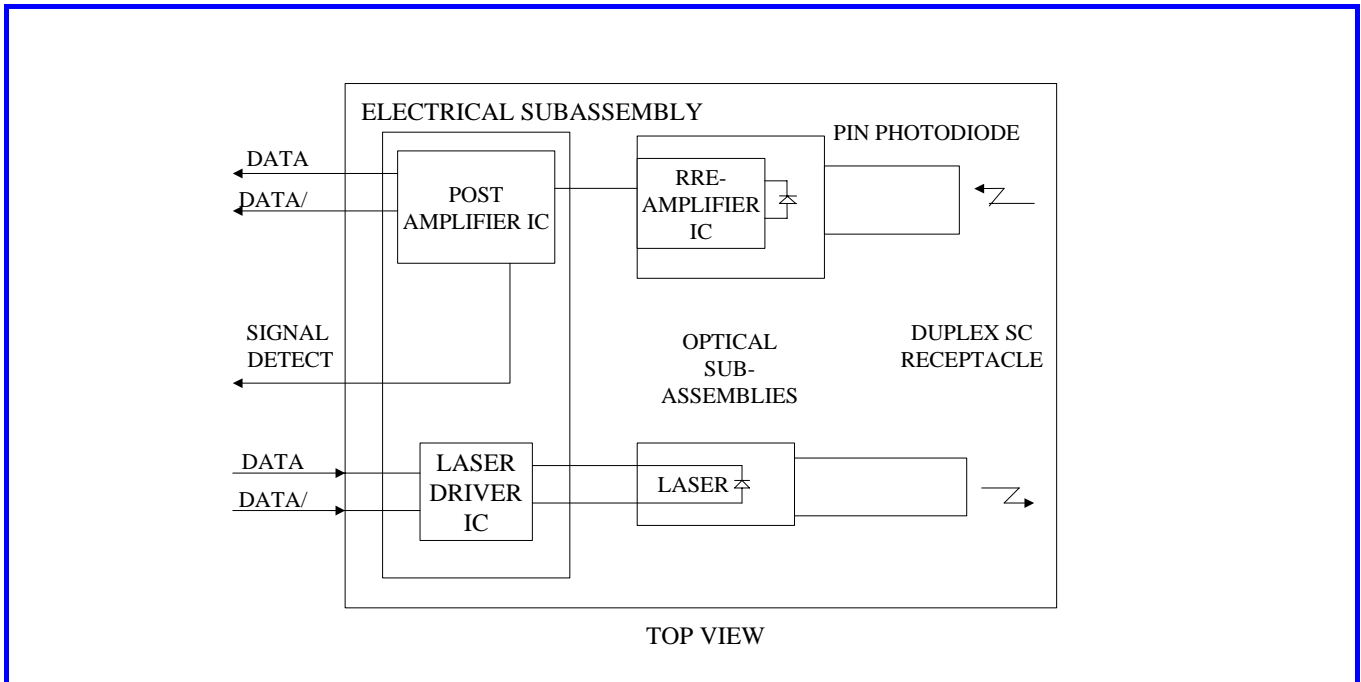 ELECTRICAL SUBASSEMBLY
PIN PHOTODIODE
DATA
DATA/
POST
AMPLIFIER IC
RRE-
AMPLIFIER
IC
SIGNAL
DETECT
OPTICAL
SUB-
ASSEMBLIES
DUPLEX SC
RECEPTACLE
DATA
DATA/
LASER
DRIVER
IC
LASER
TOP VIEW